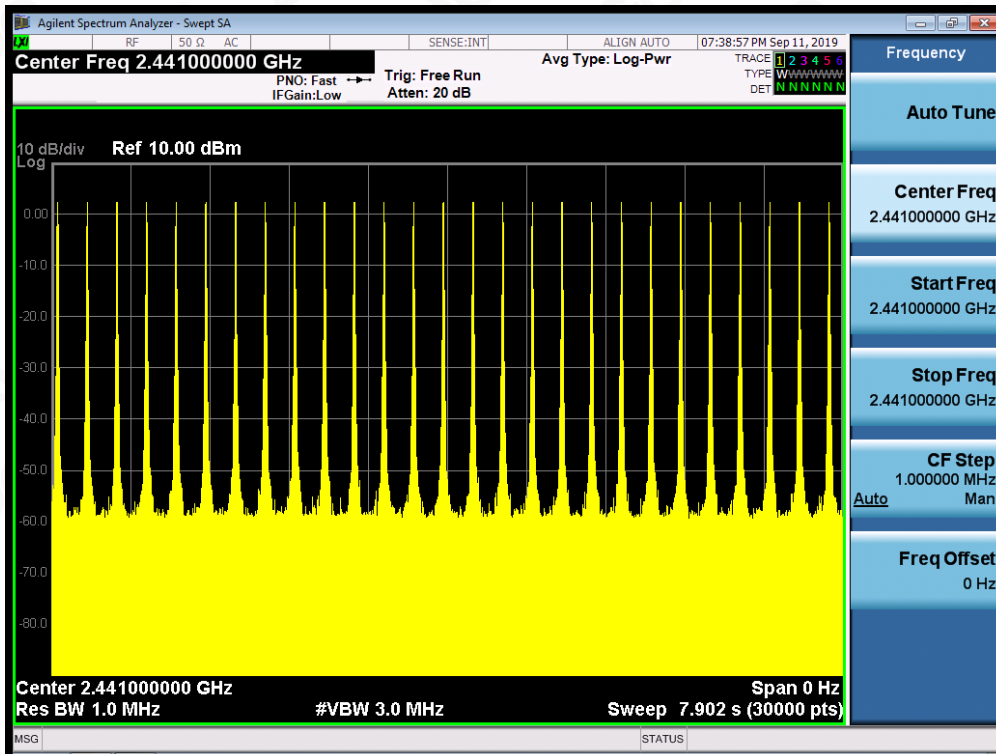 Agilent Spectrum Analyzer - Swept SA
LXI RF 50 Ω AC SENSE:INT ALIGN AUTO 07:38:57 PM Sep 11, 2019
Center Freq 2.441000000 GHz
PNO: Fast
IFGain:Low
Trig: Free Run
Atten: 20 dB
Avg Type: Log-Pwr
TRACE 1 2 3 4 5 6
TYPE W W W W W W
DET N N N N N N
10 dB/div Ref 10.00 dBm
Log
0.00
-10.0
-20.0
-30.0
-40.0
-50.0
-60.0
-70.0
-80.0
Center 2.441000000 GHz Span 0 Hz
Res BW 1.0 MHz #VBW 3.0 MHz Sweep 7.902 s (30000 pts)
MSG STATUS
Frequency
Auto Tune
Center Freq
2.441000000 GHz
Start Freq
2.441000000 GHz
Stop Freq
2.441000000 GHz
CF Step
1.000000 MHz
Auto Man
Freq Offset
0 Hz